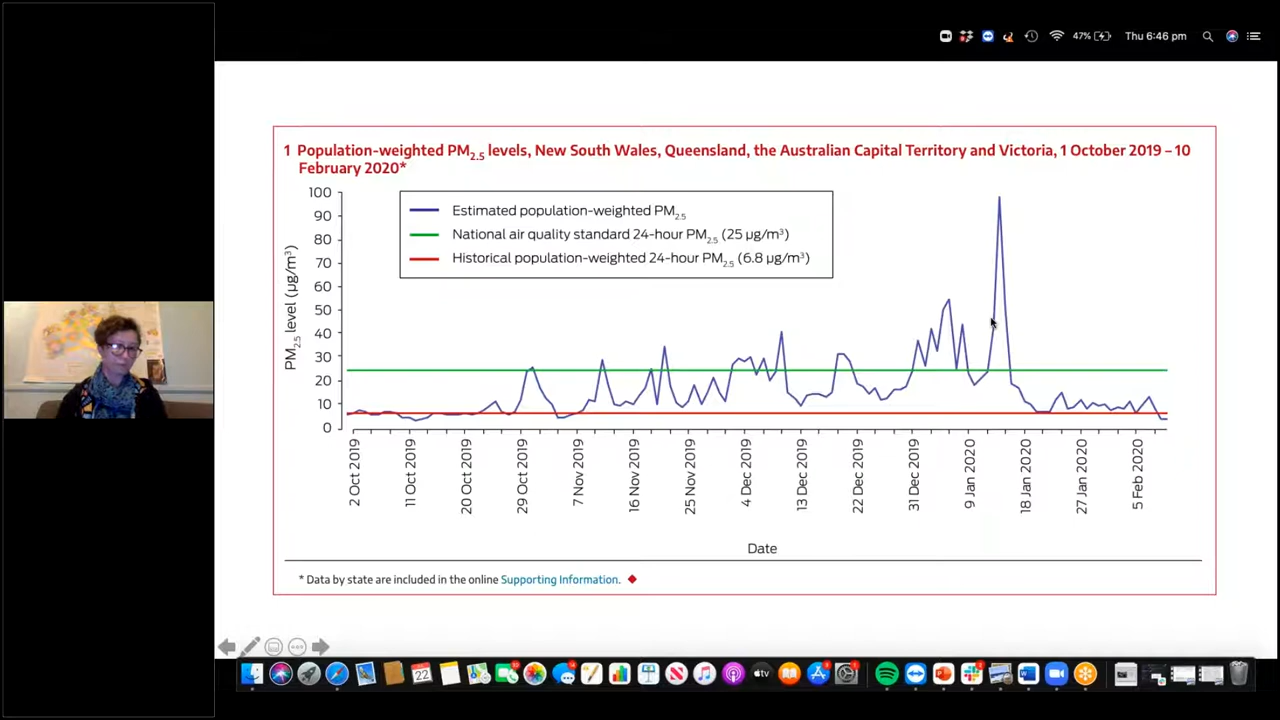 47%
Thu 6:46 pm
1 Population-weighted PM2.5 levels, New South Wales, Queensland, the Australian Capital Territory and Victoria, 1 October 2019 – 10
February 2020*
100
90
80
70
60
50
40
30
20
10
0
PM2.5 level (µg/m³)
Estimated population-weighted PM2.5
National air quality standard 24-hour PM2.5 (25 µg/m³)
Historical population-weighted 24-hour PM2.5 (6.8 µg/m³)
2 Oct 2019
11 Oct 2019
20 Oct 2019
29 Oct 2019
7 Nov 2019
16 Nov 2019
25 Nov 2019
4 Dec 2019
13 Dec 2019
22 Dec 2019
31 Dec 2019
9 Jan 2020
18 Jan 2020
27 Jan 2020
5 Feb 2020
Date
* Data by state are included in the online Supporting Information.
22
tv